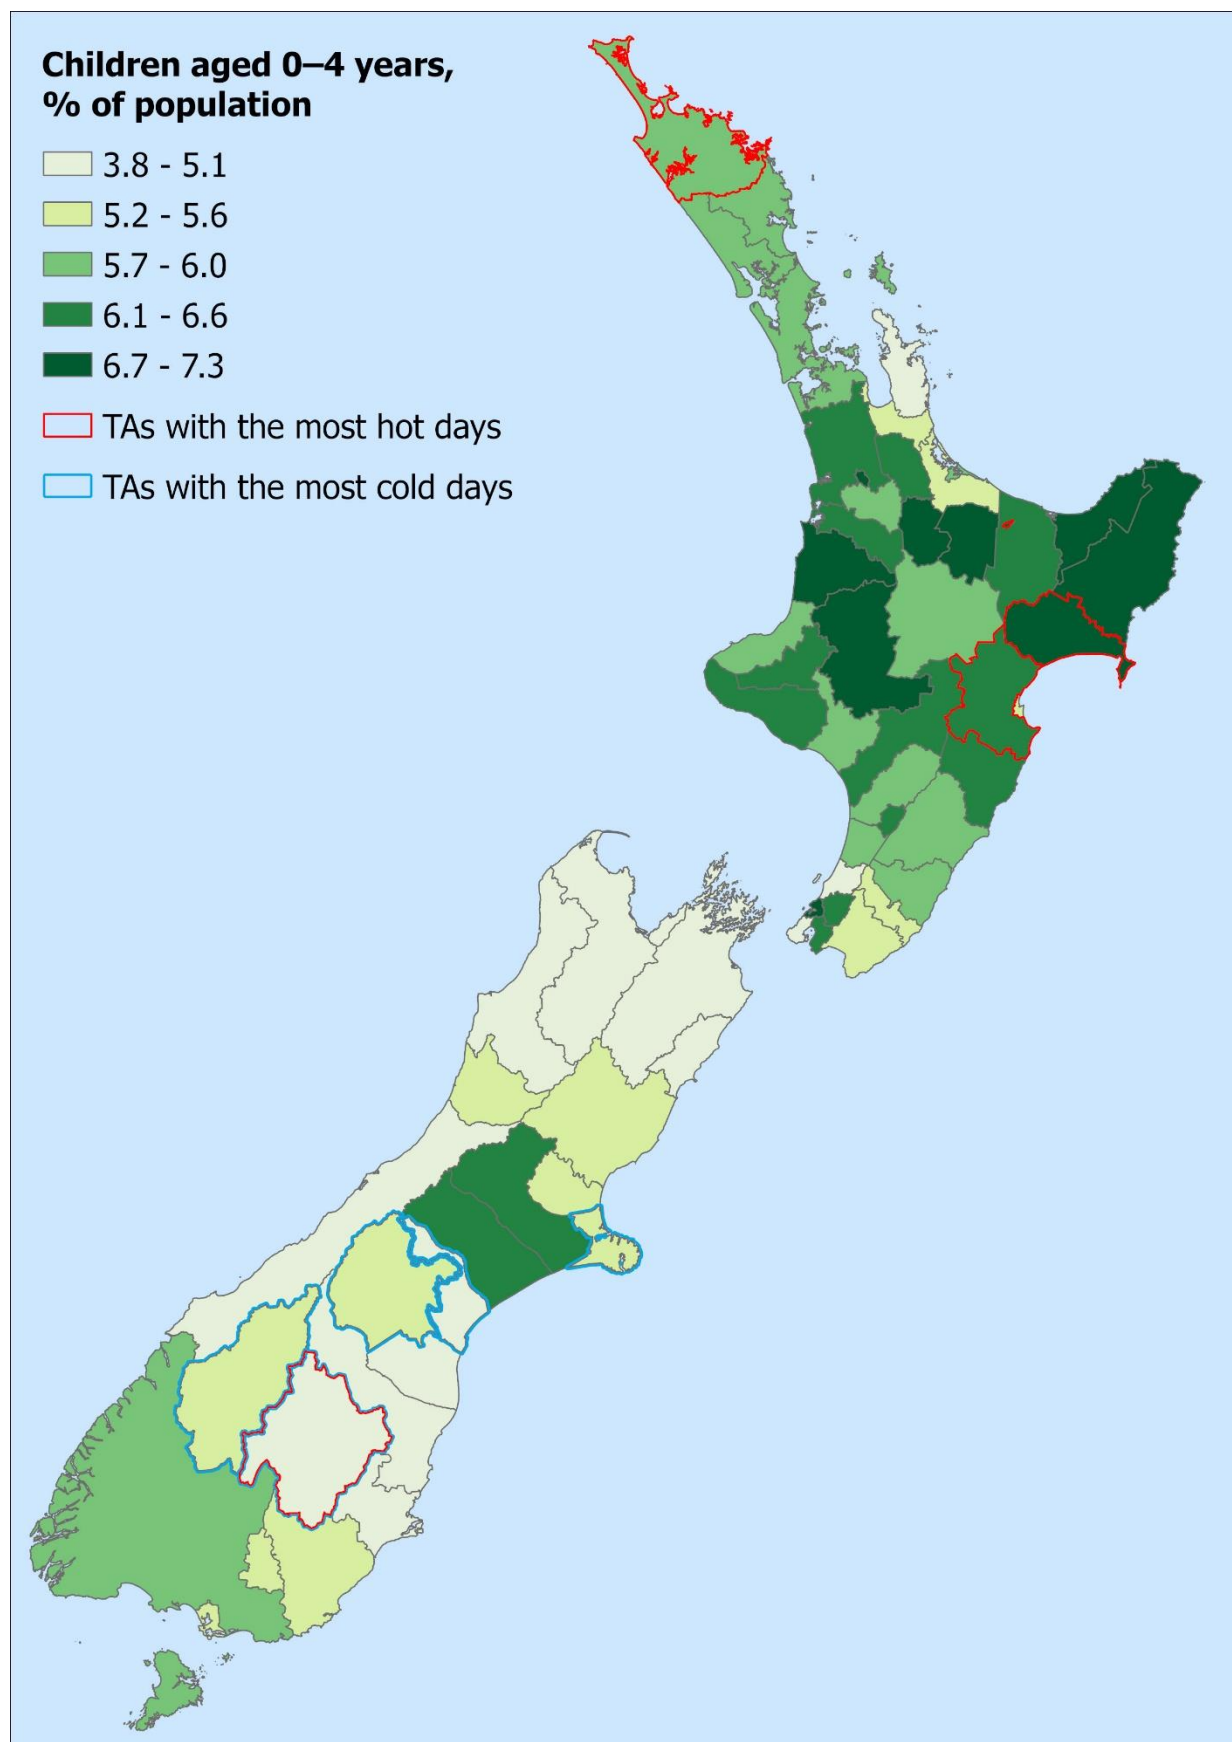 Children aged 0–4 years,
% of population
3.8 - 5.1
5.2 - 5.6
5.7 - 6.0
6.1 - 6.6
6.7 - 7.3
TAs with the most hot days
TAs with the most cold days